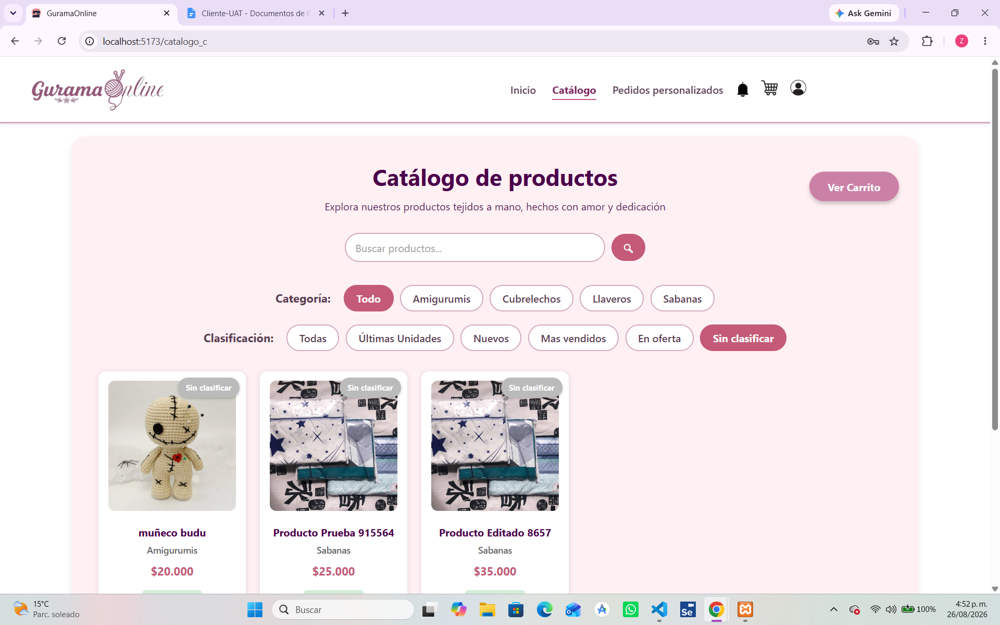 GuramaOnline
Cliente-UAT - Documentos de
Ask Gemini
localhost:5173/catalogo_c
Z
GuramaOnline
Inicio
Catálogo
Pedidos personalizados
Catálogo de productos
Ver Carrito
Explora nuestros productos tejidos a mano, hechos con amor y dedicación
Buscar productos...
Categoría:
Todo
Amigurumis
Cubrelechos
Llaveros
Sabanas
Clasificación:
Todas
Últimas Unidades
Nuevos
Mas vendidos
En oferta
Sin clasificar
Sin clasificar
Sin clasificar
Sin clasificar
muñeco budu
Producto Prueba 915564
Producto Editado 8657
Amigurumis
Sabanas
Sabanas
$20.000
$25.000
$35.000
15°C
Parc. soleado
Buscar
Se
100%
4:52 p. m.
26/08/2026